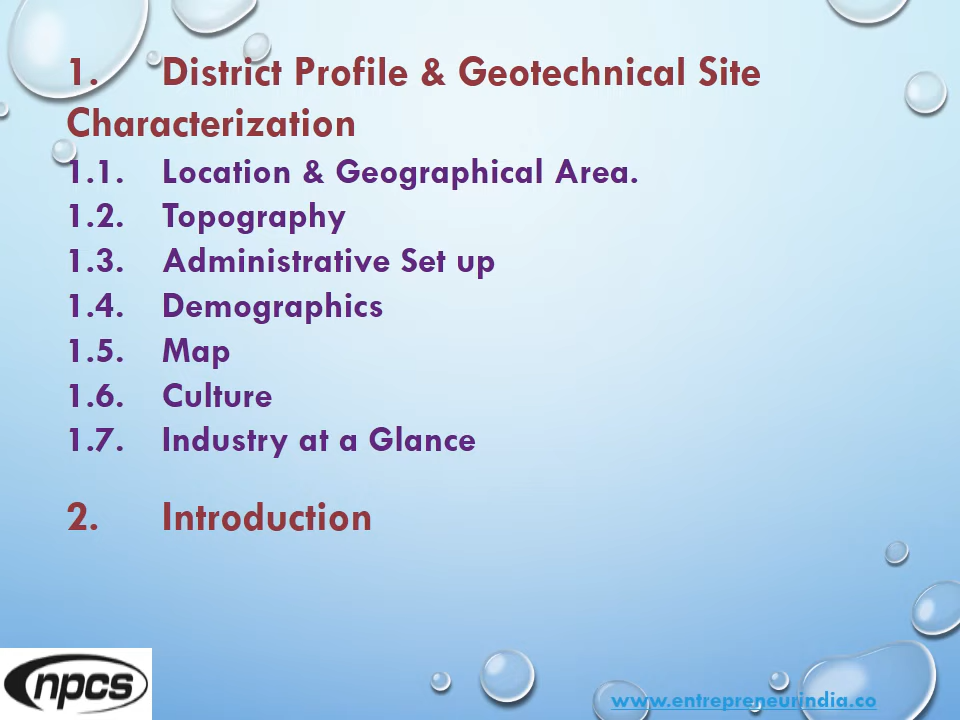 1. District Profile & Geotechnical Site
Characterization
1.1. Location & Geographical Area.
1.2. Topography
1.3. Administrative Set up
1.4. Demographics
1.5. Map
1.6. Culture
1.7. Industry at a Glance
2. Introduction
npcs
www.entrepreneurindia.co